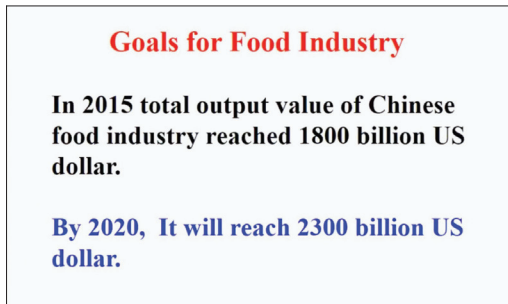 Goals for Food Industry
In 2015 total output value of Chinese
food industry reached 1800 billion US
dollar.
By 2020, It will reach 2300 billion US
dollar.